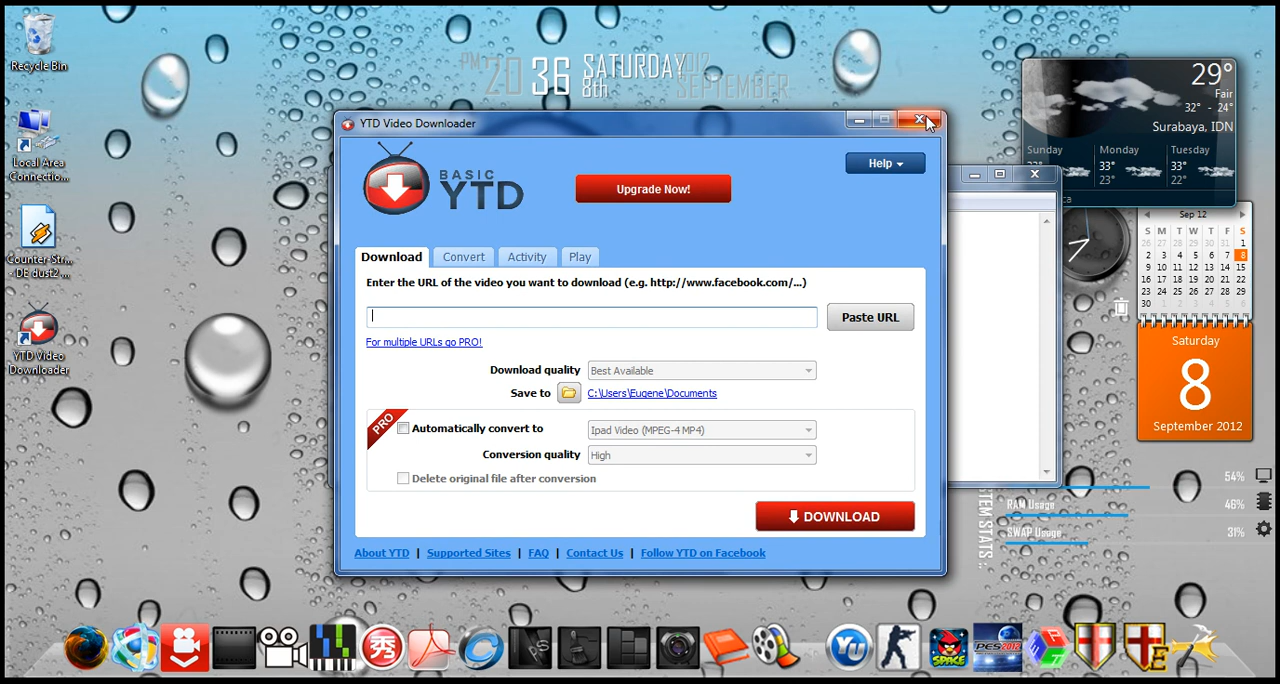 Recycle Bin
Local Area
Connectio...
Counter-Str...
- DE dust2 ...
YTD Video
Downloader
PM 20 36 SATURDAY 2012
8th SEPTEMBER
YTD Video Downloader
BASIC
YTD
Upgrade Now!
Help
Download
Convert
Activity
Play
Enter the URL of the video you want to download (e.g. http://www.facebook.com/...)
Paste URL
For multiple URLs go PRO!
Download quality
Best Available
Save to
C:\Users\Eugene\Documents
PRO
Automatically convert to
Ipad Video (MPEG-4 MP4)
Conversion quality
High
Delete original file after conversion
DOWNLOAD
About YTD | Supported Sites | FAQ | Contact Us | Follow YTD on Facebook
29°
Fair
32° - 24°
Surabaya, IDN
Sunday Monday Tuesday
33° 33°
23° 22°
Sep 12
S M T W T F S
26 27 28 29 30 31 1
2 3 4 5 6 7 8
9 10 11 12 13 14 15
16 17 18 19 20 21 22
23 24 25 26 27 28 29
30 1 2 3 4 5 6
Saturday
8
September 2012
54%
RAM Usage 46%
SWAP Usage 31%
秀
Yu
SPACE
PES2012
E